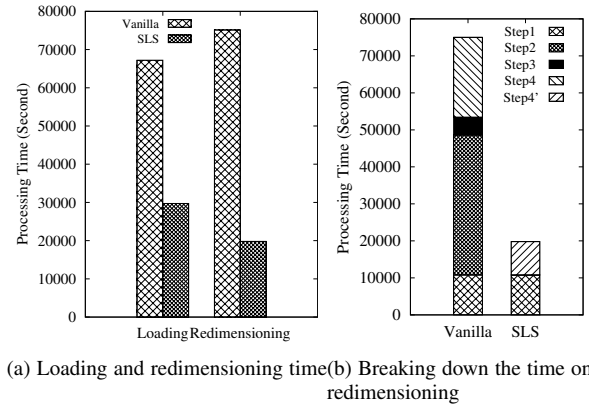 80000
70000
60000
50000
40000
30000
20000
10000
0
Processing Time (Second)
Vanilla
SLS
Loading Redimensioning
80000
70000
60000
50000
40000
30000
20000
10000
0
Processing Time (Second)
Step1
Step2
Step3
Step4
Step4'
Vanilla SLS
(a) Loading and redimensioning time(b) Breaking down the time on
redimensioning